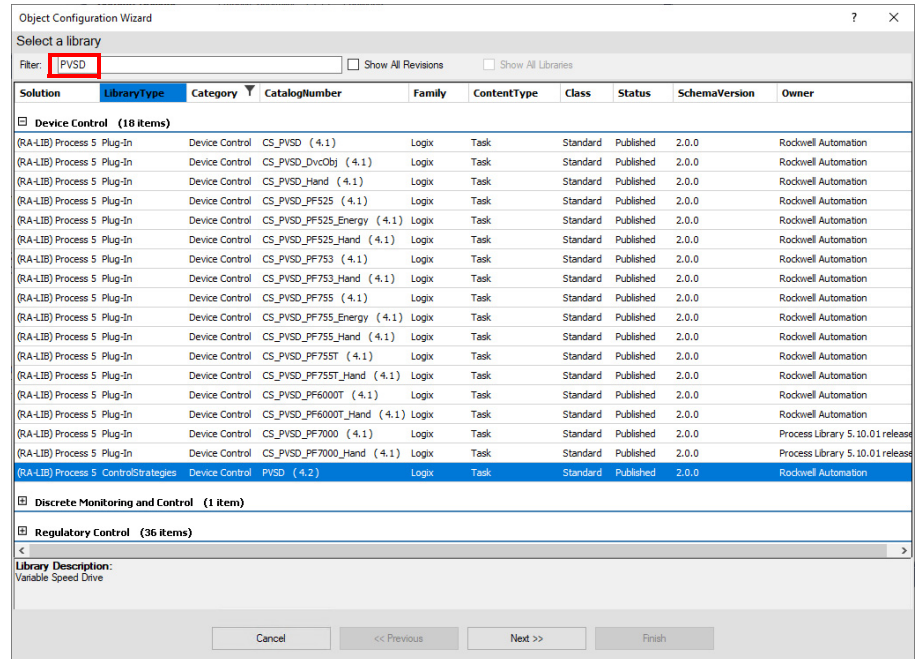 Object Configuration Wizard ? ×
Select a library
Filter: PVSD Show All Revisions Show All Libraries
Solution LibraryType Category CatalogNumber Family ContentType Class Status SchemaVersion Owner
Device Control (18 items)
(RA-LIB) Process 5 Plug-In Device Control CS_PVSD (4.1) Logix Task Standard Published 2.0.0 Rockwell Automation
(RA-LIB) Process 5 Plug-In Device Control CS_PVSD_DvcObj (4.1) Logix Task Standard Published 2.0.0 Rockwell Automation
(RA-LIB) Process 5 Plug-In Device Control CS_PVSD_Hand (4.1) Logix Task Standard Published 2.0.0 Rockwell Automation
(RA-LIB) Process 5 Plug-In Device Control CS_PVSD_PF525 (4.1) Logix Task Standard Published 2.0.0 Rockwell Automation
(RA-LIB) Process 5 Plug-In Device Control CS_PVSD_PF525_Energy (4.1) Logix Task Standard Published 2.0.0 Rockwell Automation
(RA-LIB) Process 5 Plug-In Device Control CS_PVSD_PF525_Hand (4.1) Logix Task Standard Published 2.0.0 Rockwell Automation
(RA-LIB) Process 5 Plug-In Device Control CS_PVSD_PF753 (4.1) Logix Task Standard Published 2.0.0 Rockwell Automation
(RA-LIB) Process 5 Plug-In Device Control CS_PVSD_PF753_Hand (4.1) Logix Task Standard Published 2.0.0 Rockwell Automation
(RA-LIB) Process 5 Plug-In Device Control CS_PVSD_PF755 (4.1) Logix Task Standard Published 2.0.0 Rockwell Automation
(RA-LIB) Process 5 Plug-In Device Control CS_PVSD_PF755_Energy (4.1) Logix Task Standard Published 2.0.0 Rockwell Automation
(RA-LIB) Process 5 Plug-In Device Control CS_PVSD_PF755_Hand (4.1) Logix Task Standard Published 2.0.0 Rockwell Automation
(RA-LIB) Process 5 Plug-In Device Control CS_PVSD_PF755T (4.1) Logix Task Standard Published 2.0.0 Rockwell Automation
(RA-LIB) Process 5 Plug-In Device Control CS_PVSD_PF755T_Hand (4.1) Logix Task Standard Published 2.0.0 Rockwell Automation
(RA-LIB) Process 5 Plug-In Device Control CS_PVSD_PF6000T (4.1) Logix Task Standard Published 2.0.0 Rockwell Automation
(RA-LIB) Process 5 Plug-In Device Control CS_PVSD_PF6000T_Hand (4.1) Logix Task Standard Published 2.0.0 Rockwell Automation
(RA-LIB) Process 5 Plug-In Device Control CS_PVSD_PF7000 (4.1) Logix Task Standard Published 2.0.0 Process Library 5.10.01 release
(RA-LIB) Process 5 Plug-In Device Control CS_PVSD_PF7000_Hand (4.1) Logix Task Standard Published 2.0.0 Process Library 5.10.01 release
(RA-LIB) Process 5 ControlStrategies Device Control PVSD (4.2) Logix Task Standard Published 2.0.0 Rockwell Automation
Discrete Monitoring and Control (1 item)
Regulatory Control (36 items)
Library Description:
Variable Speed Drive
Cancel << Previous Next >> Finish